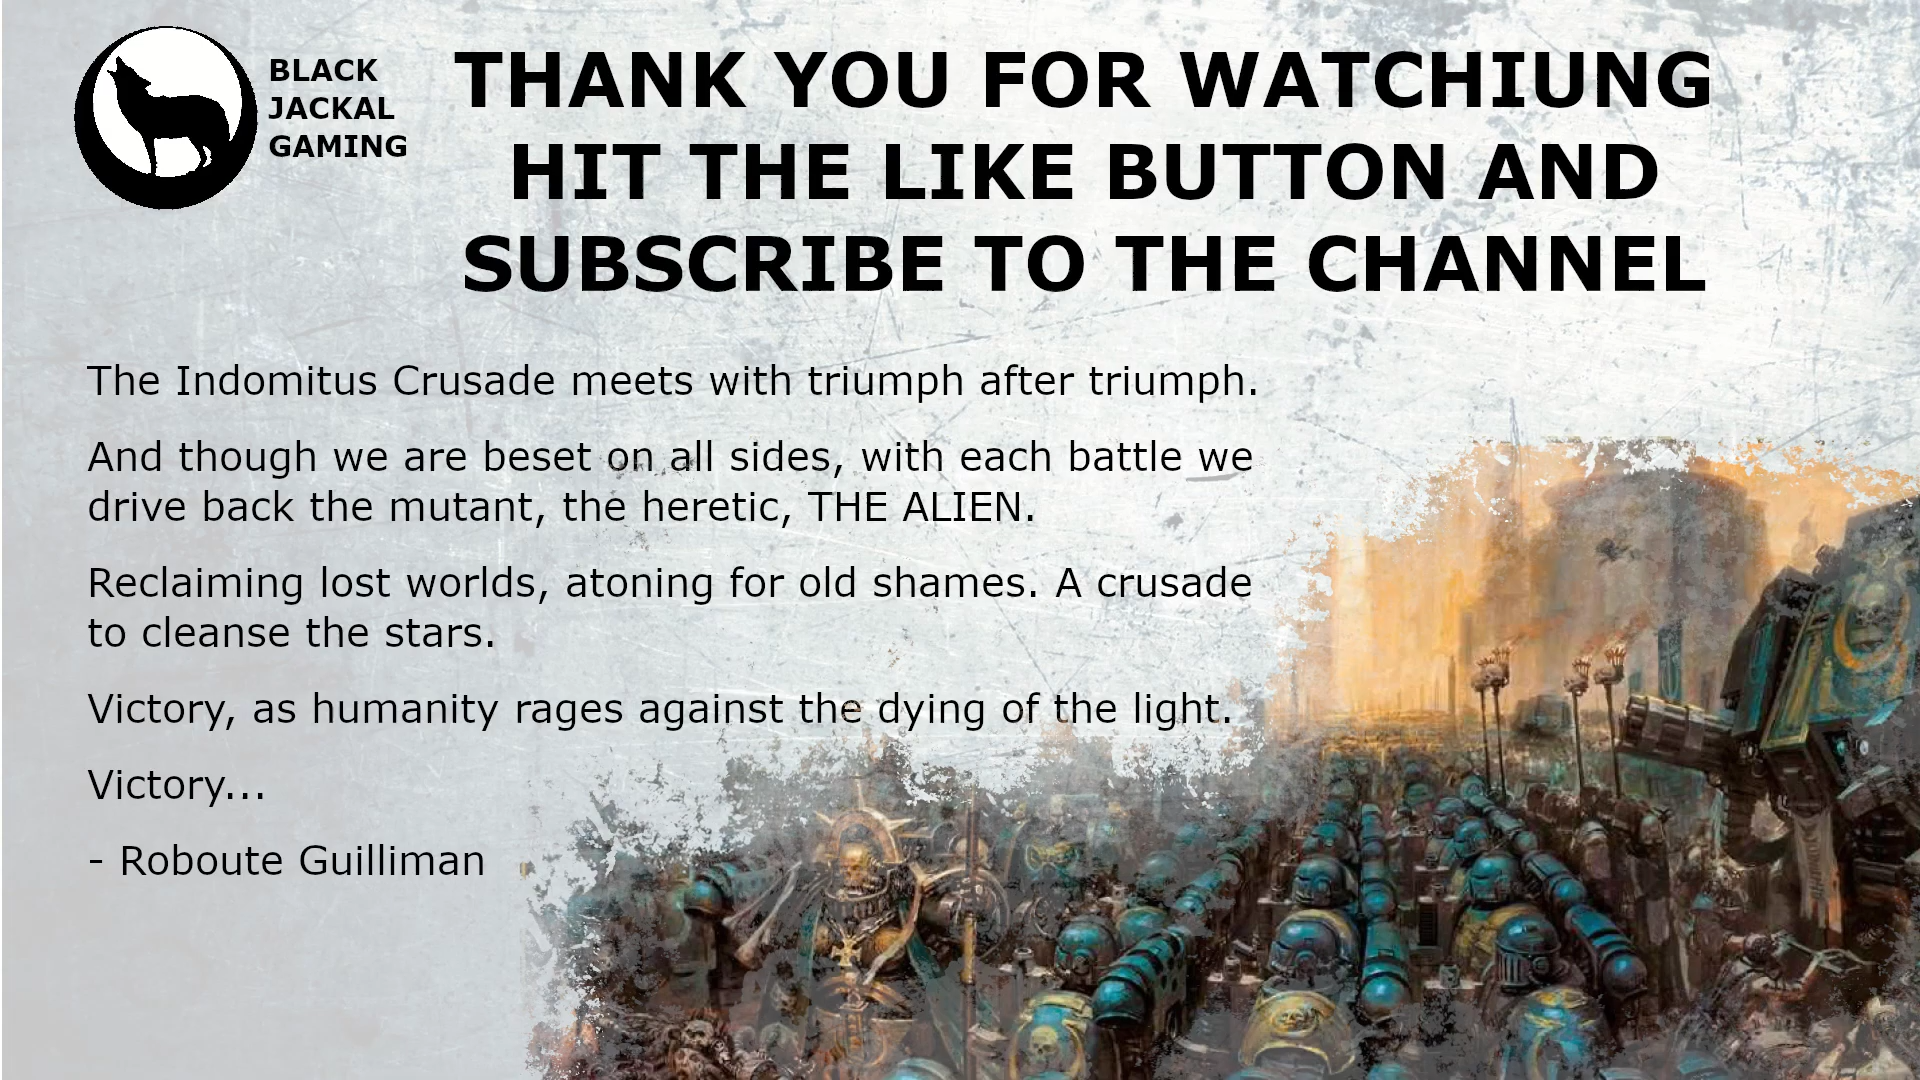 BLACK
JACKAL
GAMING
THANK YOU FOR WATCHIUNG
HIT THE LIKE BUTTON AND
SUBSCRIBE TO THE CHANNEL
The Indomitus Crusade meets with triumph after triumph.
And though we are beset on all sides, with each battle we
drive back the mutant, the heretic, THE ALIEN.
Reclaiming lost worlds, atoning for old shames. A crusade
to cleanse the stars.
Victory, as humanity rages against the dying of the light.
Victory...
- Roboute Guilliman